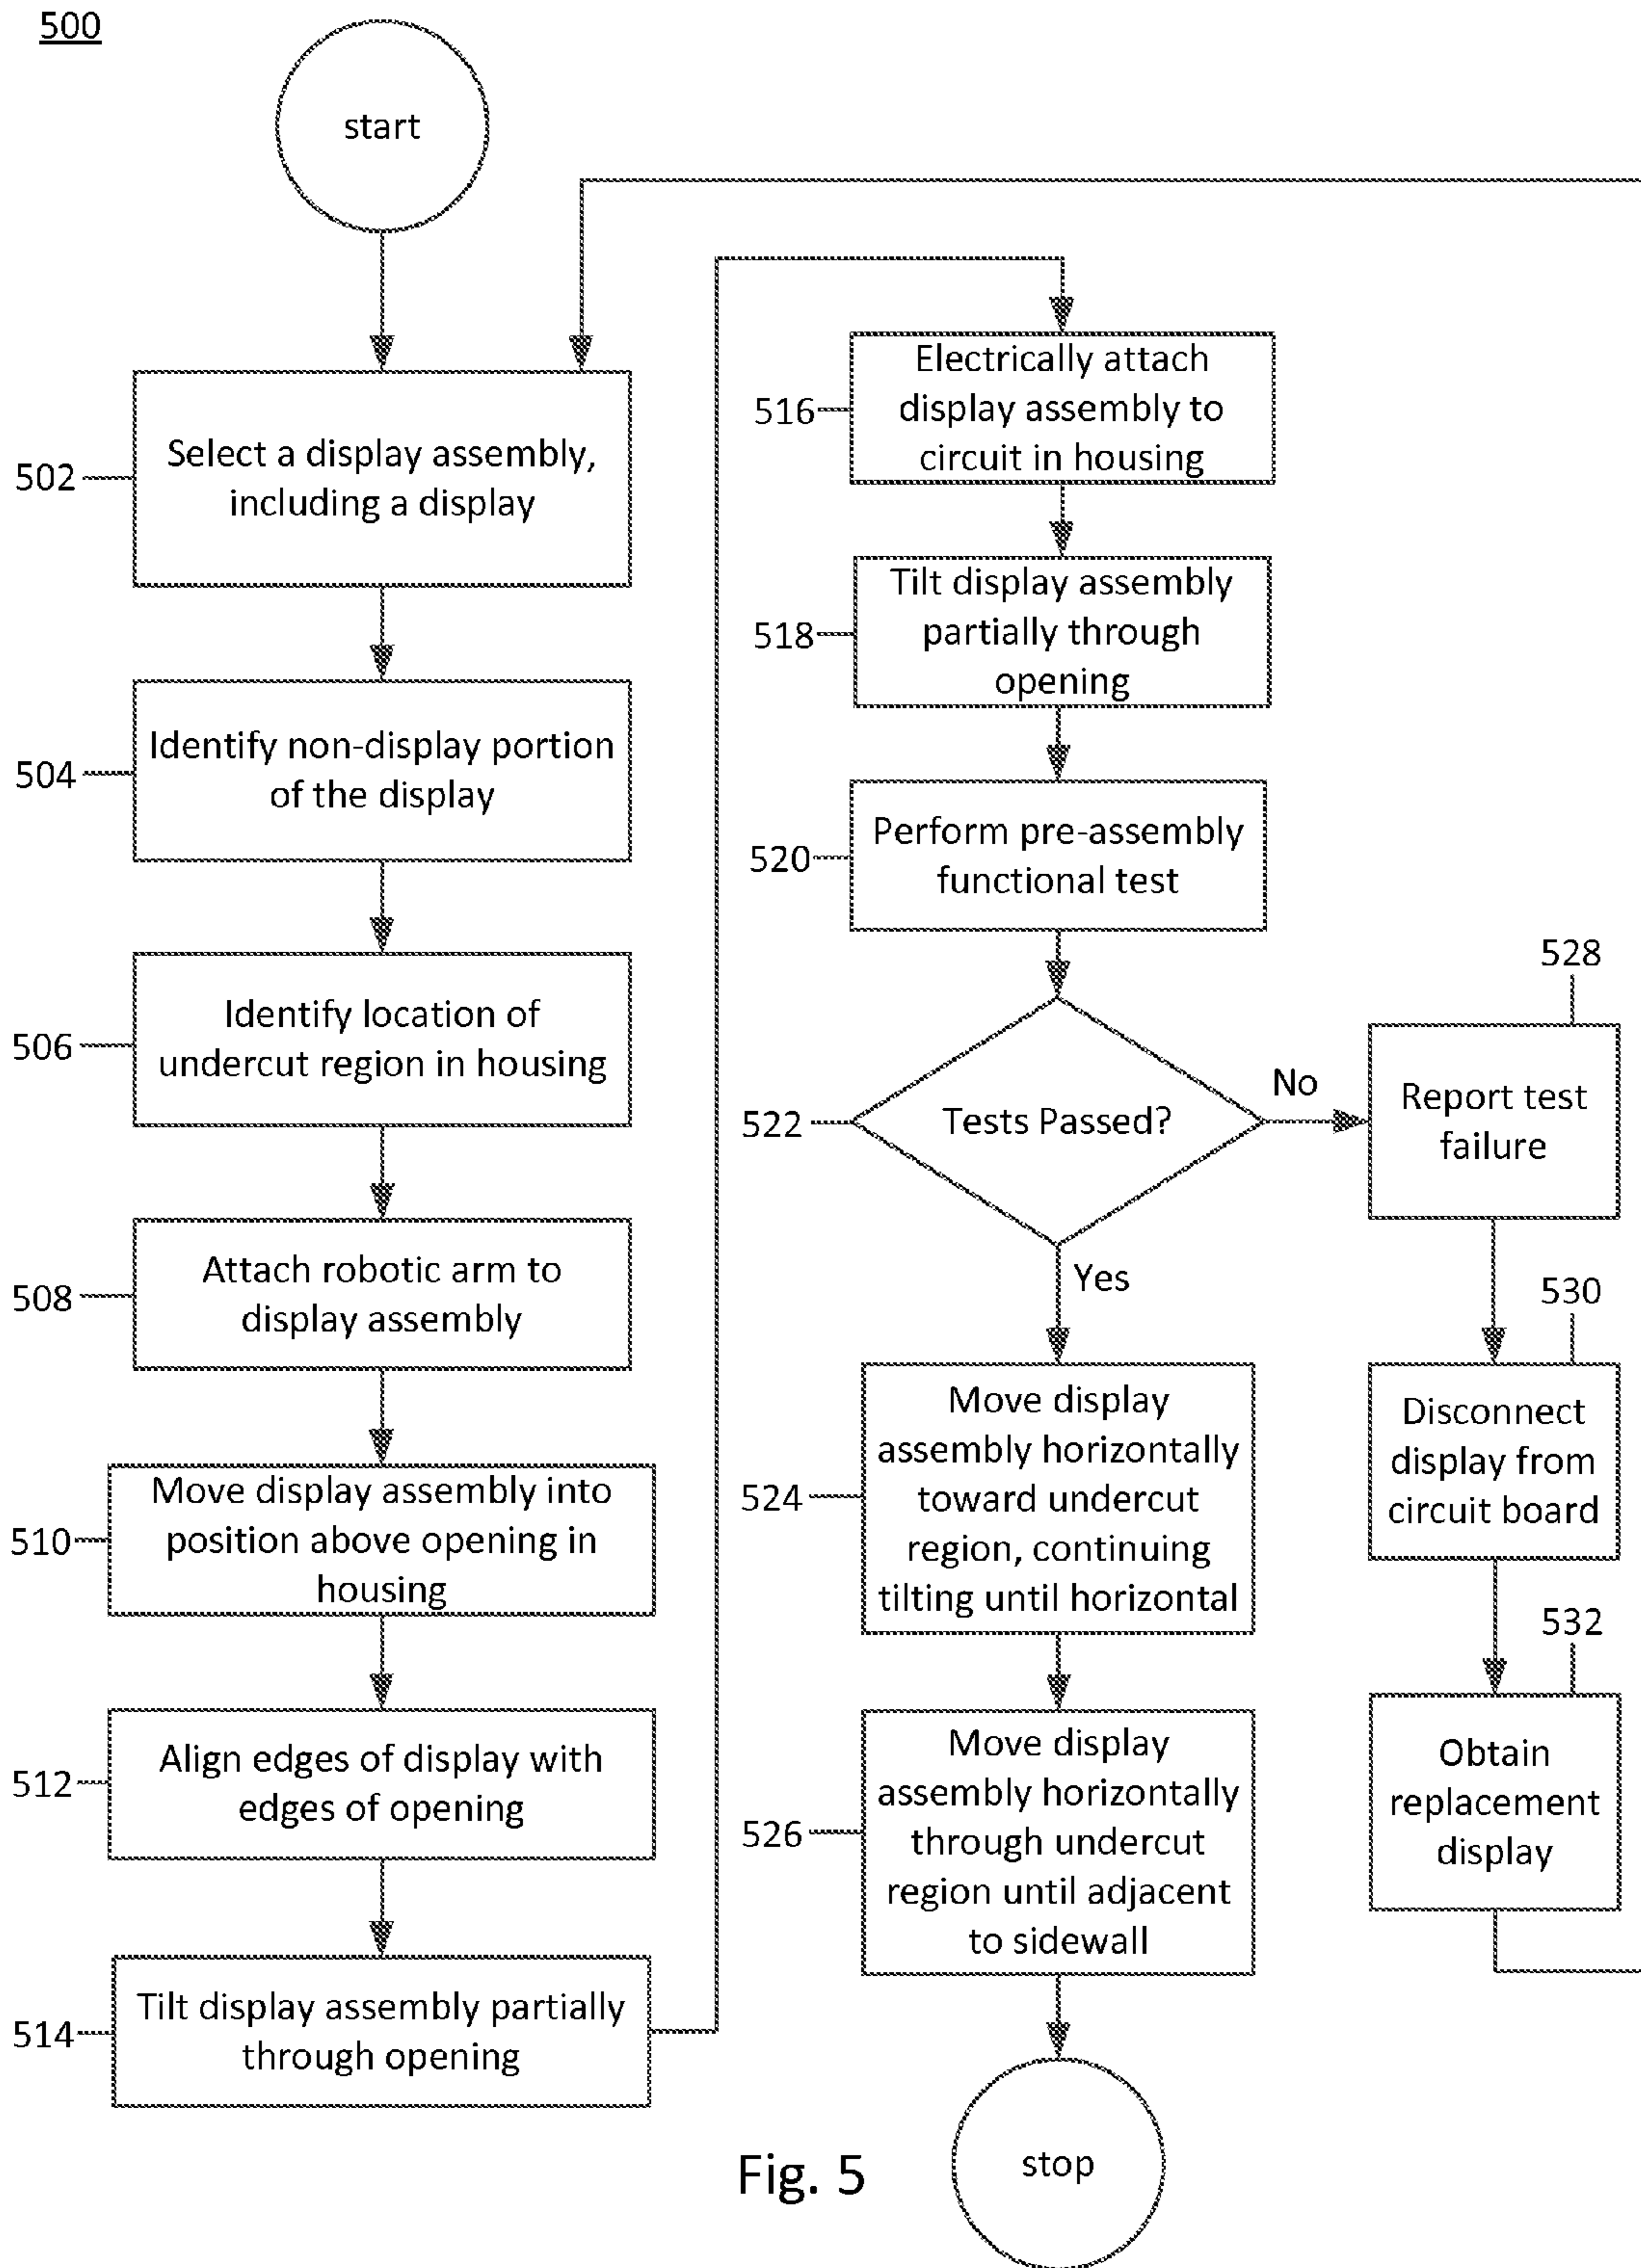 500
start
502
Select a display assembly,
including a display
504
Identify non-display portion
of the display
506
Identify location of
undercut region in housing
508
Attach robotic arm to
display assembly
510
Move display assembly into
position above opening in
housing
512
Align edges of display with
edges of opening
514
Tilt display assembly partially
through opening
516
Electrically attach
display assembly to
circuit in housing
518
Tilt display assembly
partially through
opening
520
Perform pre-assembly
functional test
522
Tests Passed?
No
Yes
524
Move display
assembly horizontally
toward undercut
region, continuing
tilting until horizontal
526
Move display
assembly horizontally
through undercut
region until adjacent
to sidewall
stop
528
Report test
failure
530
Disconnect
display from
circuit board
532
Obtain
replacement
display
Fig. 5